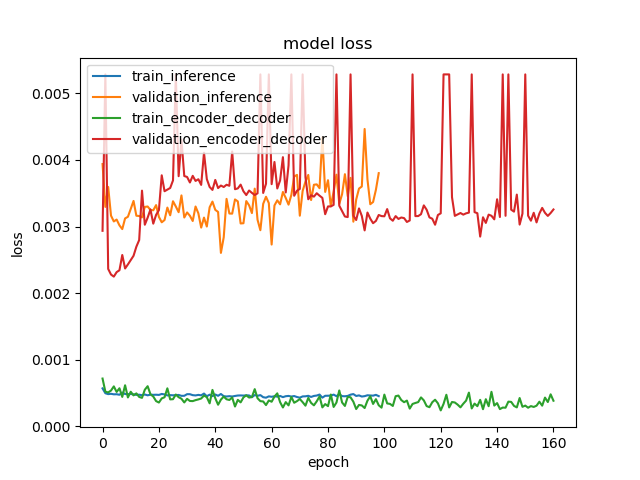 model loss
train_inference
validation_inference
train_encoder_decoder
validation_encoder_decoder
0.005
0.004
0.003
0.002
0.001
0.000
loss
0 20 40 60 80 100 120 140 160
epoch